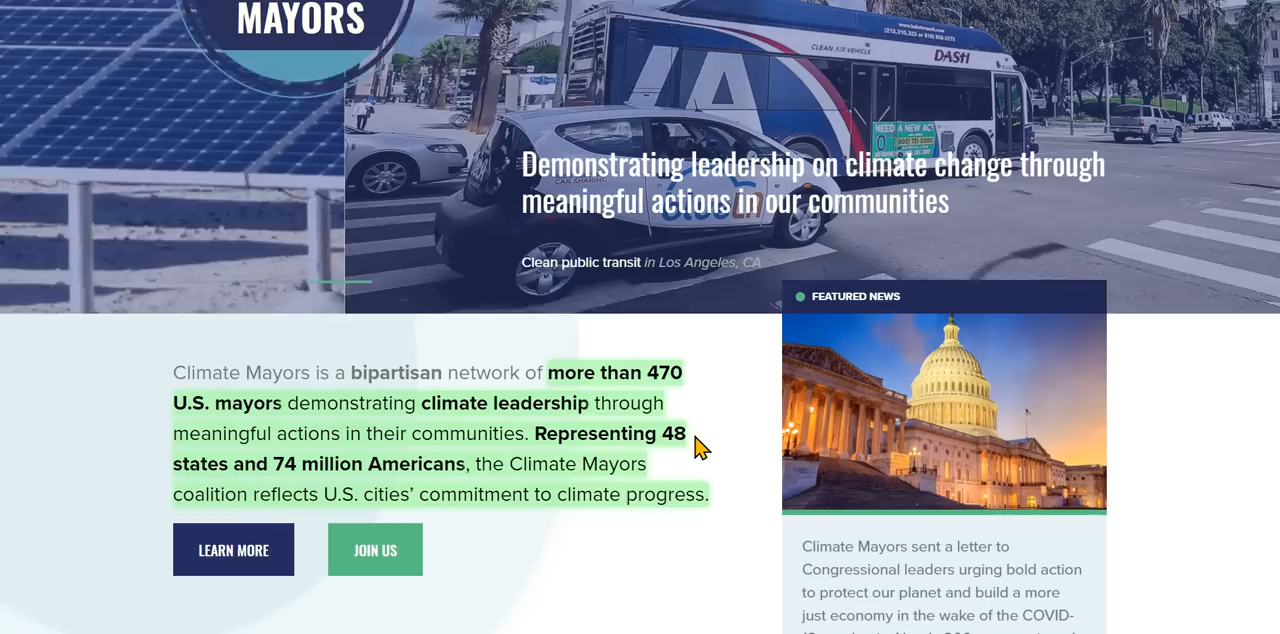 MAYORS
www.ladottransit.com
CLEAN AIR VEHICLE
DASH
NEED A NEW AC?
CAR SHARING
Demonstrating leadership on climate change through
meaningful actions in our communities
Clean public transit in Los Angeles, CA
FEATURED NEWS
Climate Mayors is a bipartisan network of more than 470
U.S. mayors demonstrating climate leadership through
meaningful actions in their communities. Representing 48
states and 74 million Americans, the Climate Mayors
coalition reflects U.S. cities’ commitment to climate progress.
LEARN MORE
JOIN US
Climate Mayors sent a letter to
Congressional leaders urging bold action
to protect our planet and build a more
just economy in the wake of the COVID-